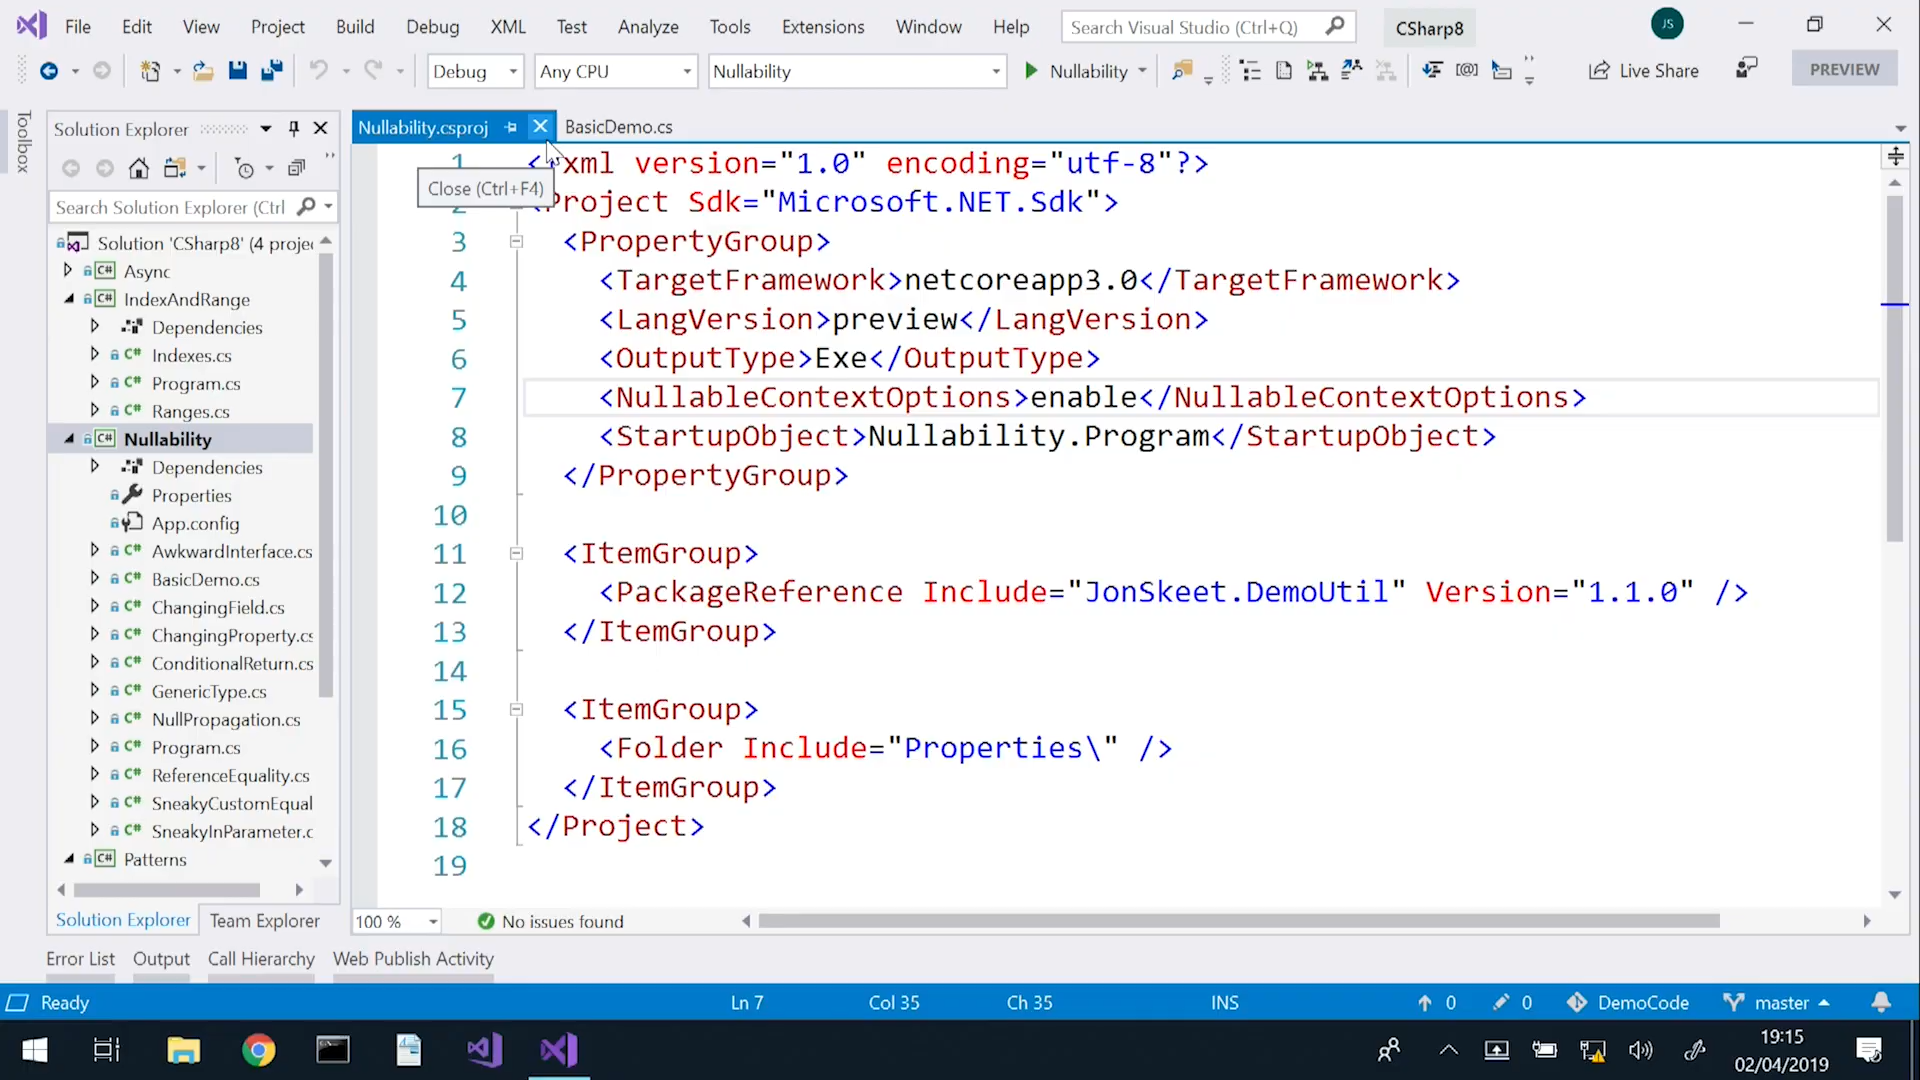 File Edit View Project Build Debug XML Test Analyze Tools Extensions Window Help Search Visual Studio (Ctrl+Q) CSharp8 JS
Debug Any CPU Nullability Nullability Live Share PREVIEW
Toolbox
Solution Explorer
Search Solution Explorer (Ctrl
Solution 'CSharp8' (4 proje
C# Async
C# IndexAndRange
Dependencies
C# Indexes.cs
C# Program.cs
C# Ranges.cs
C# Nullability
Dependencies
Properties
App.config
C# AwkwardInterface.cs
C# BasicDemo.cs
C# ChangingField.cs
C# ChangingProperty.cs
C# ConditionalReturn.cs
C# GenericType.cs
C# NullPropagation.cs
C# Program.cs
C# ReferenceEquality.cs
C# SneakyCustomEqual
C# SneakyInParameter.c
C# Patterns
Solution Explorer Team Explorer
Nullability.csproj BasicDemo.cs
Close (Ctrl+F4)
1 <?xml version="1.0" encoding="utf-8"?>
2 <Project Sdk="Microsoft.NET.Sdk">
3 <PropertyGroup>
4 <TargetFramework>netcoreapp3.0</TargetFramework>
5 <LangVersion>preview</LangVersion>
6 <OutputType>Exe</OutputType>
7 <NullableContextOptions>enable</NullableContextOptions>
8 <StartupObject>Nullability.Program</StartupObject>
9 </PropertyGroup>
10
11 <ItemGroup>
12 <PackageReference Include="JonSkeet.DemoUtil" Version="1.1.0" />
13 </ItemGroup>
14
15 <ItemGroup>
16 <Folder Include="Properties\" />
17 </ItemGroup>
18 </Project>
19
100 % No issues found
Error List Output Call Hierarchy Web Publish Activity
Ready Ln 7 Col 35 Ch 35 INS 0 0 DemoCode master
19:15
02/04/2019